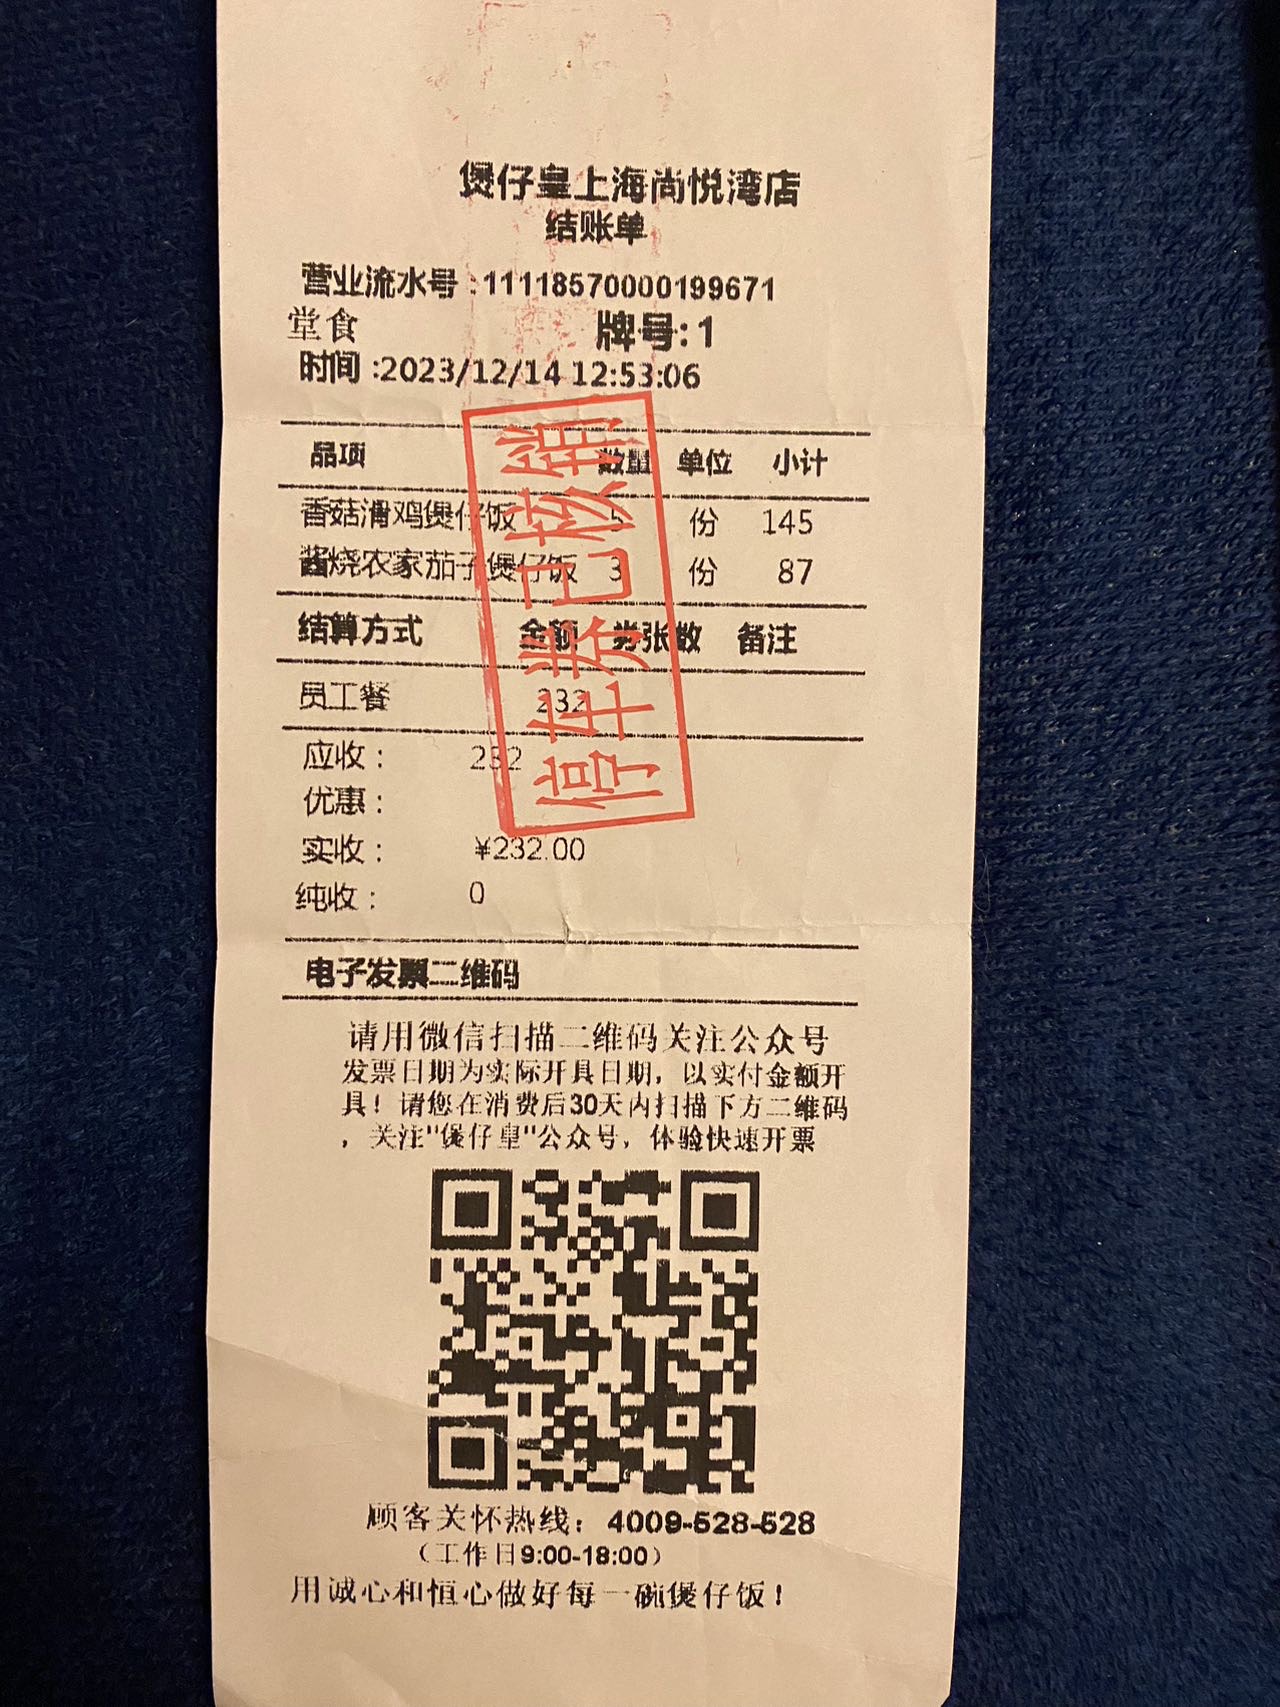 煲仔皇上海尚悦湾店
结账单
营业流水号:11118570000199671
堂食 牌号:1
时间:2023/12/14 12:53:06
品项 数量 单位 小计
香菇滑鸡煲仔饭 5 份 145
酱烧农家茄子煲仔饭 3 份 87
结算方式 金额 券张数 备注
员工餐 232
应收: 232
优惠:
实收: ¥232.00
纯收: 0
停车券已核销
电子发票二维码
请用微信扫描二维码关注公众号
发票日期为实际开具日期，以实付金额开
具！请您在消费后30天内扫描下方二维码
，关注"煲仔皇"公众号，体验快速开票
顾客关怀热线：4009-528-528
（工作日9:00-18:00）
用诚心和恒心做好每一碗煲仔饭！